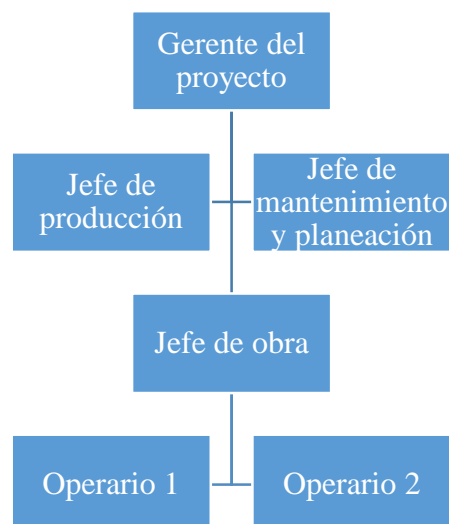 Gerente del
proyecto
Jefe de
producción
Jefe de
mantenimiento
y planeación
Jefe de obra
Operario 1
Operario 2